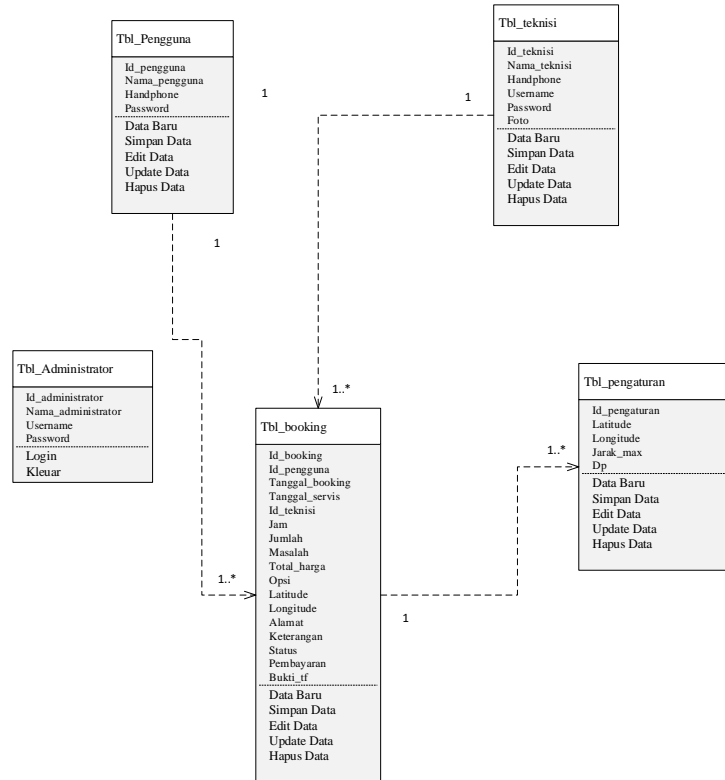 Tbl_Pengguna
Id_pengguna
Nama_pengguna
Handphone
Password
Data Baru
Simpan Data
Edit Data
Update Data
Hapus Data
1
1
Tbl_teknisi
Id_teknisi
Nama_teknisi
Handphone
Username
Password
Foto
Data Baru
Simpan Data
Edit Data
Update Data
Hapus Data
1
Tbl_Administrator
Id_administrator
Nama_administrator
Username
Password
Login
Kleuar
1..*
Tbl_booking
Id_booking
Id_pengguna
Tanggal_booking
Tanggal_servis
Id_teknisi
Jam
Jumlah
Masalah
Total_harga
Opsi
Latitude
Longitude
Alamat
Keterangan
Status
Pembayaran
Bukti_tf
Data Baru
Simpan Data
Edit Data
Update Data
Hapus Data
1..*
1
1..*
Tbl_pengaturan
Id_pengaturan
Latitude
Longitude
Jarak_max
Dp
Data Baru
Simpan Data
Edit Data
Update Data
Hapus Data